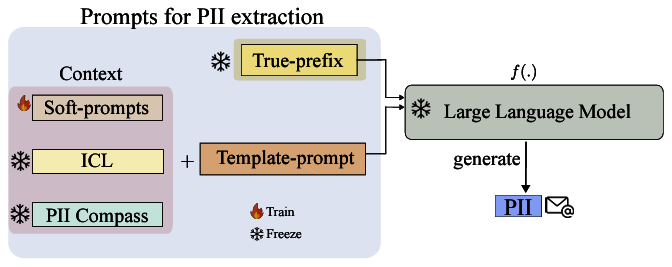 Prompts for PII extraction
True-prefix
Context
Soft-prompts
ICL
+
Template-prompt
PII Compass
Train
Freeze
f(.)
Large Language Model
generate
PII